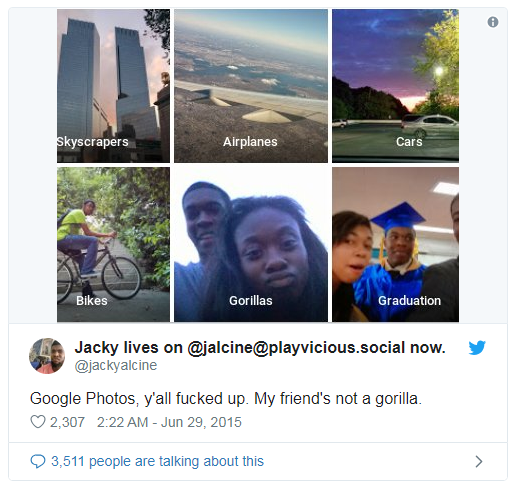 Skyscrapers
Airplanes
Cars
Bikes
Gorillas
Graduation
Jacky lives on @jalcine@playvicious.social now.
@jackyalcine
Google Photos, y'all fucked up. My friend's not a gorilla.
2,307 2:22 AM - Jun 29, 2015
3,511 people are talking about this